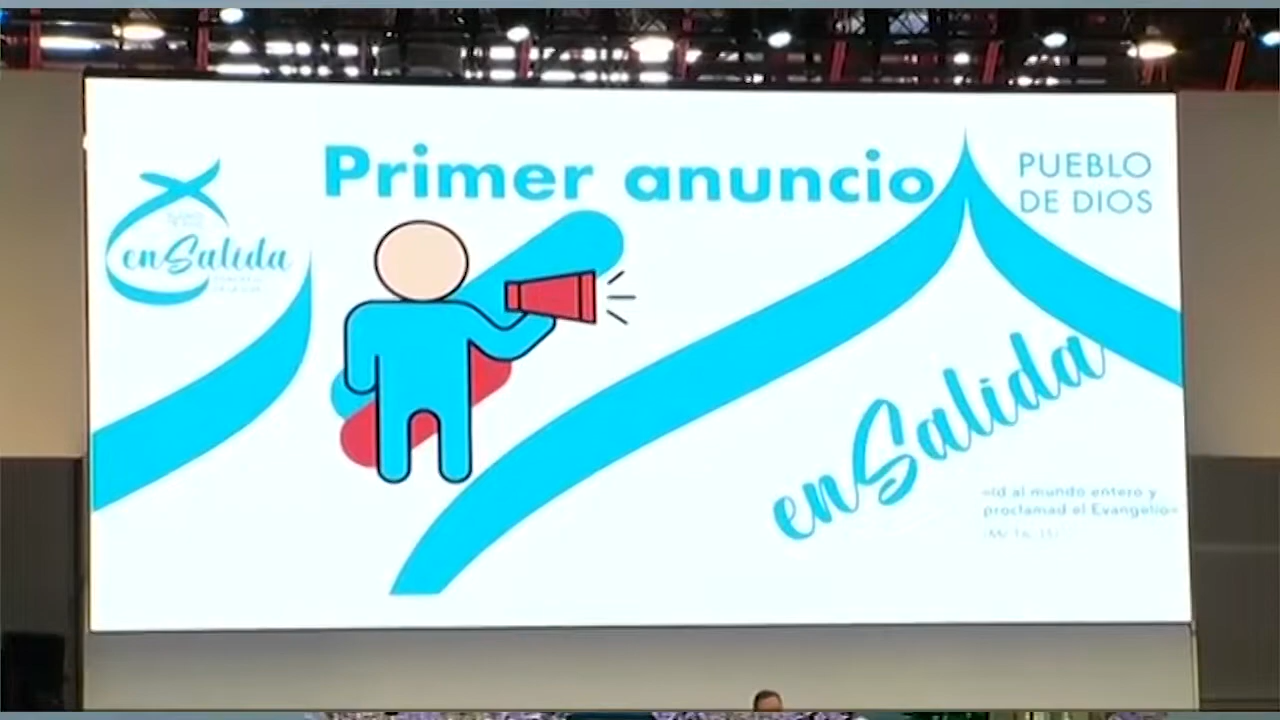 Primer anuncio
PUEBLO
DE DIOS
enSalida
enSalida
«Id al mundo entero y
proclamad el Evangelio»